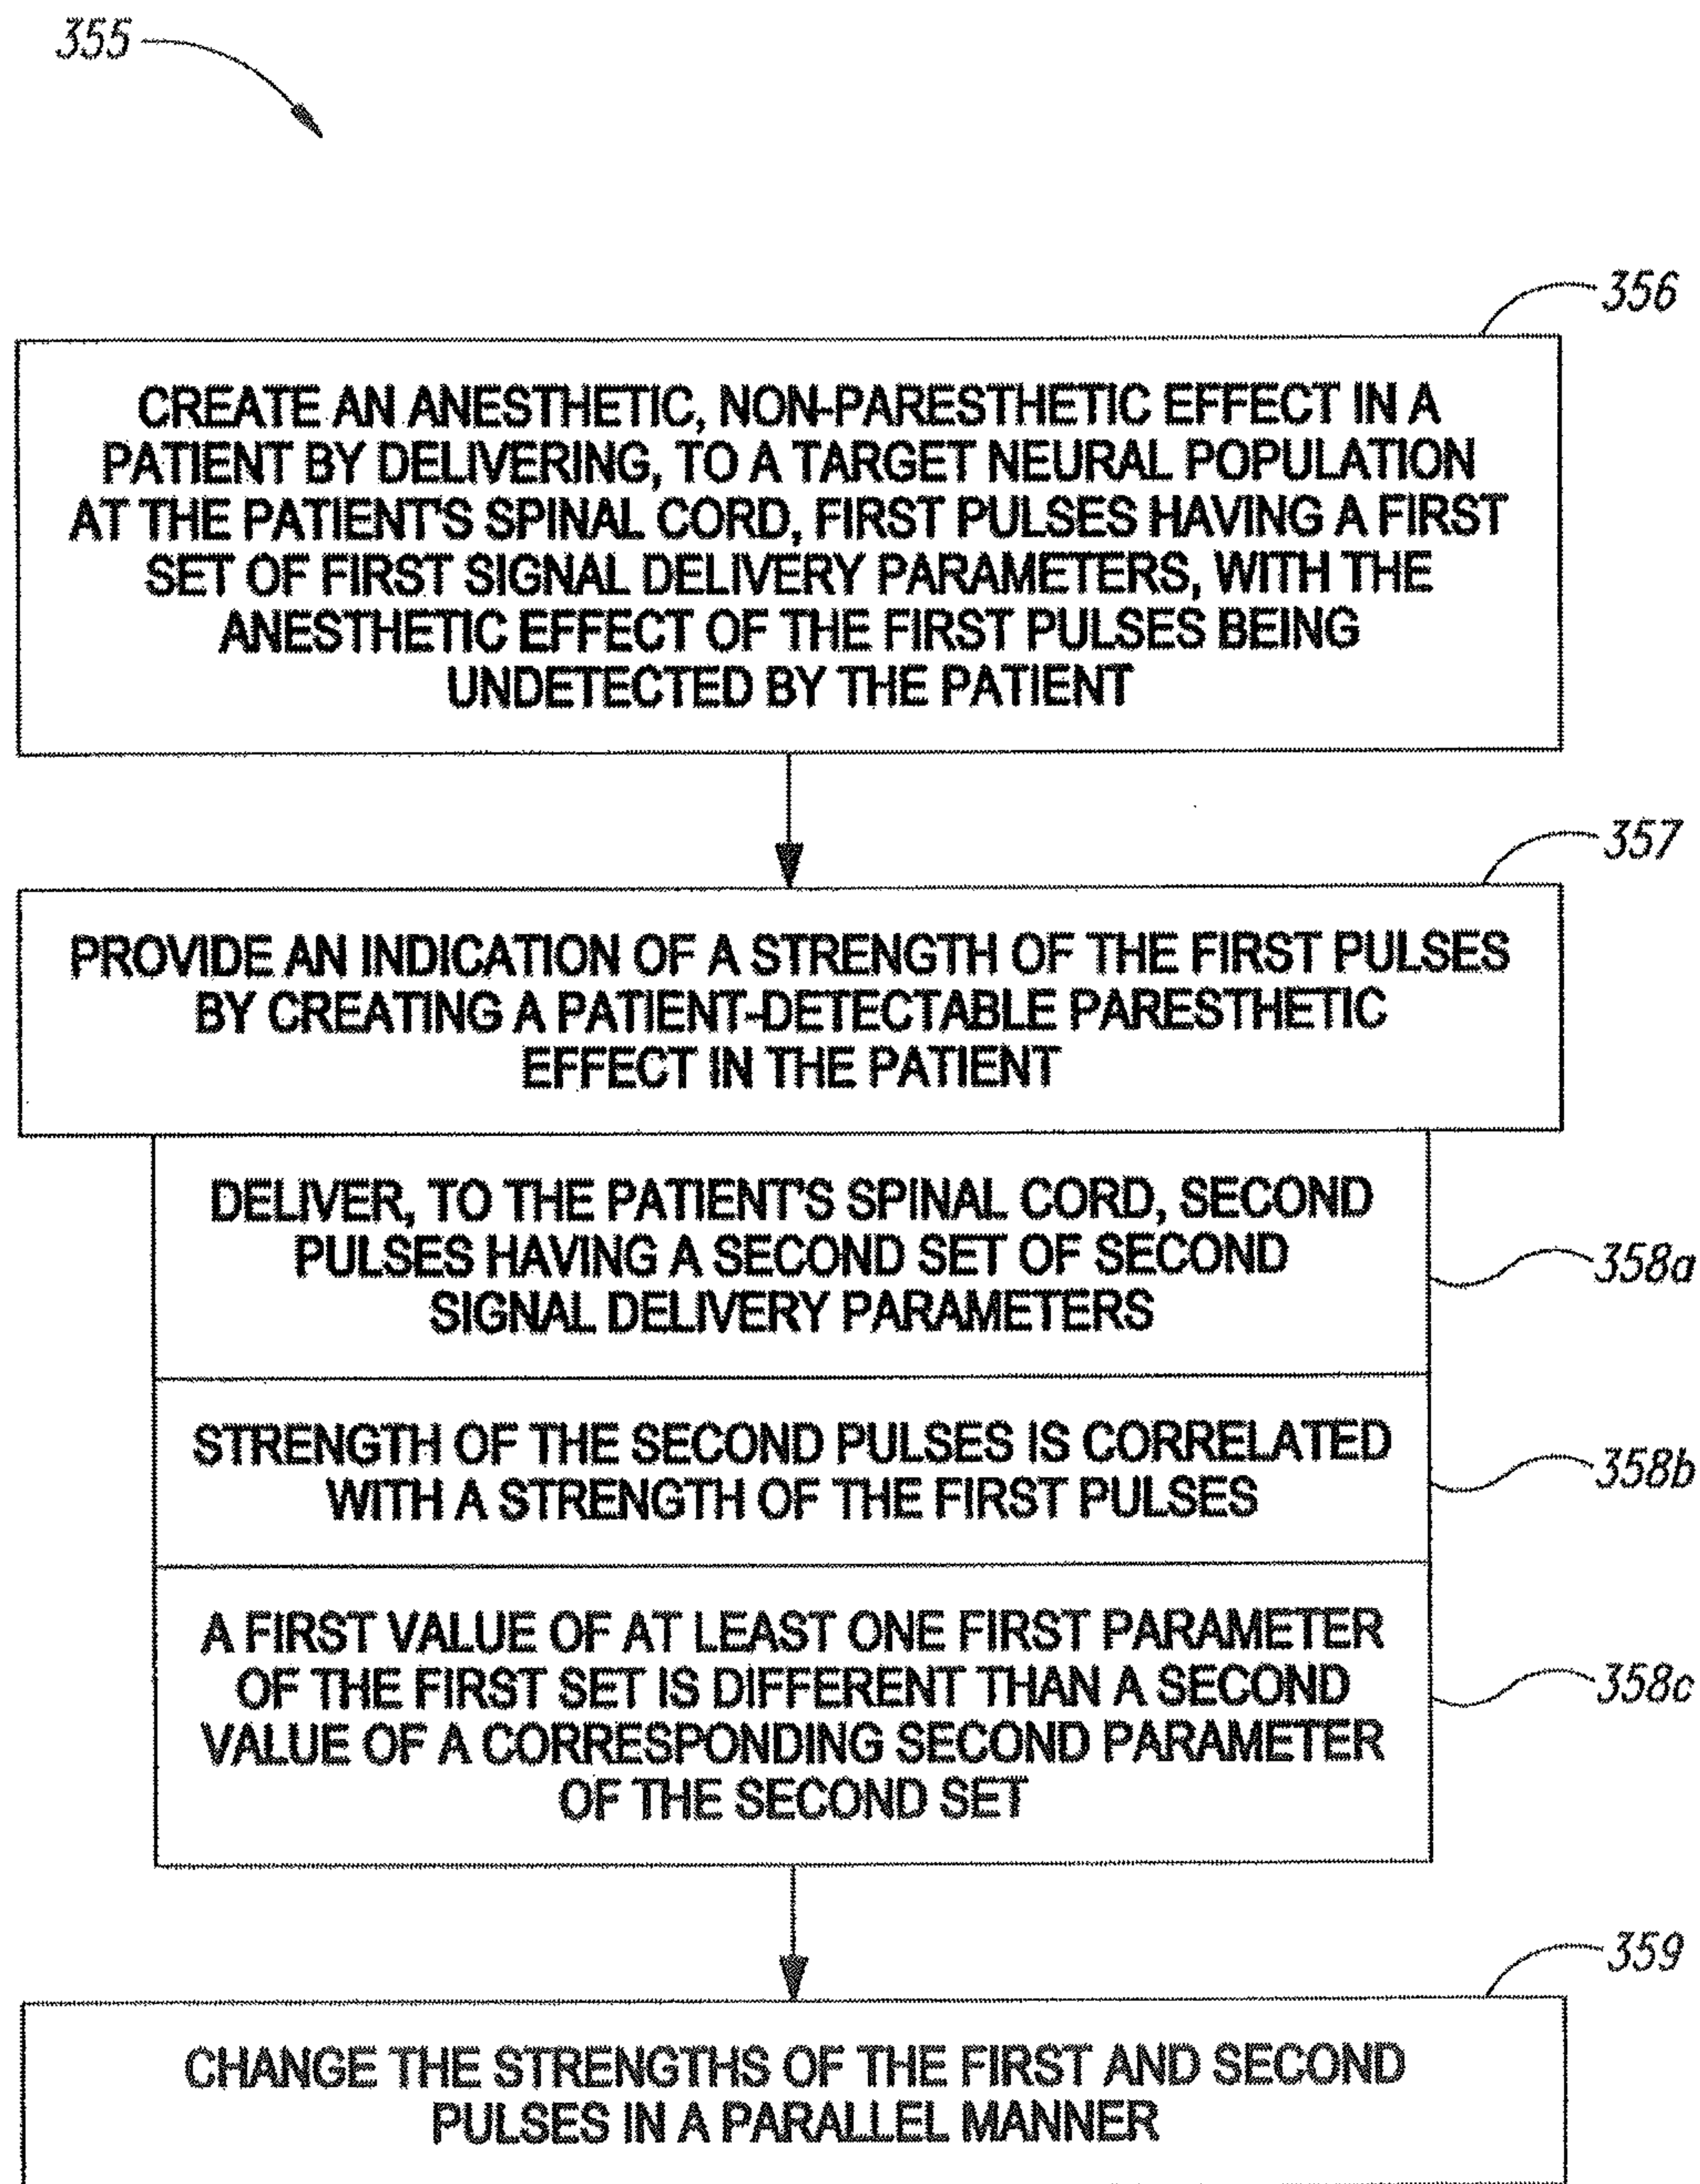 355
356
CREATE AN ANESTHETIC, NON-PARESTHETIC EFFECT IN A
PATIENT BY DELIVERING, TO A TARGET NEURAL POPULATION
AT THE PATIENT'S SPINAL CORD, FIRST PULSES HAVING A FIRST
SET OF FIRST SIGNAL DELIVERY PARAMETERS, WITH THE
ANESTHETIC EFFECT OF THE FIRST PULSES BEING
UNDETECTED BY THE PATIENT
357
PROVIDE AN INDICATION OF A STRENGTH OF THE FIRST PULSES
BY CREATING A PATIENT-DETECTABLE PARESTHETIC
EFFECT IN THE PATIENT
DELIVER, TO THE PATIENT'S SPINAL CORD, SECOND
PULSES HAVING A SECOND SET OF SECOND
SIGNAL DELIVERY PARAMETERS
358a
STRENGTH OF THE SECOND PULSES IS CORRELATED
WITH A STRENGTH OF THE FIRST PULSES
358b
A FIRST VALUE OF AT LEAST ONE FIRST PARAMETER
OF THE FIRST SET IS DIFFERENT THAN A SECOND
VALUE OF A CORRESPONDING SECOND PARAMETER
OF THE SECOND SET
358c
359
CHANGE THE STRENGTHS OF THE FIRST AND SECOND
PULSES IN A PARALLEL MANNER